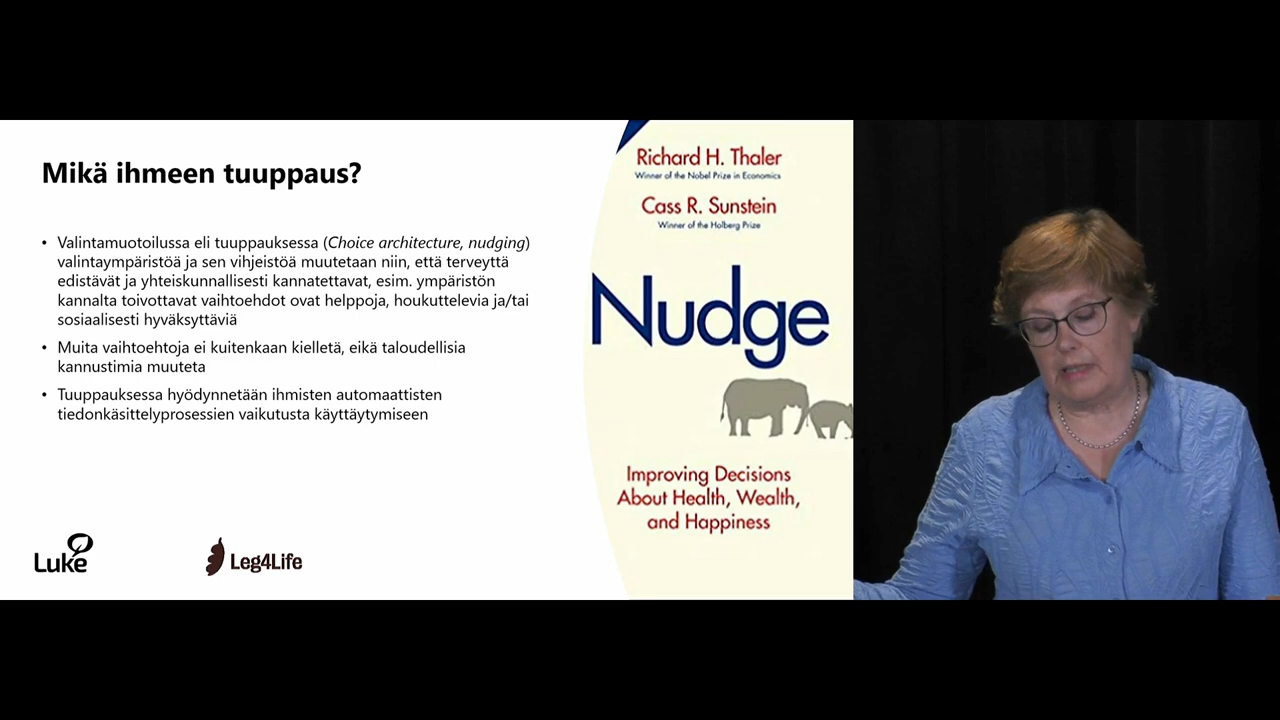 Mikä ihmeen tuuppaus?
• Valintamuotoilussa eli tuuppauksessa (Choice architecture, nudging)
valintaympäristöä ja sen vihjeistöä muutetaan niin, että terveyttä
edistävät ja yhteiskunnallisesti kannatettavat, esim. ympäristön
kannalta toivottavat vaihtoehdot ovat helppoja, houkuttelevia ja/tai
sosiaalisesti hyväksyttäviä
• Muita vaihtoehtoja ei kuitenkaan kielletä, eikä taloudellisia
kannustimia muuteta
• Tuuppauksessa hyödynnetään ihmisten automaattisten
tiedonkäsittelyprosessien vaikutusta käyttäytymiseen
Luke
Leg4Life
Richard H. Thaler
Winner of the Nobel Prize in Economics
Cass R. Sunstein
Winner of the Holberg Prize
Nudge
Improving Decisions
About Health, Wealth,
and Happiness